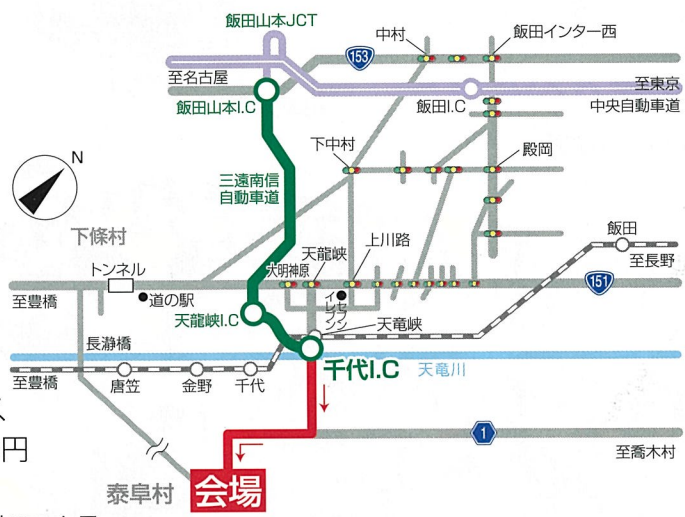 飯田山本JCT
中村
飯田インター西
153
至名古屋
至東京
飯田山本I.C
飯田I.C
中央自動車道
下中村
殿岡
N
三遠南信
自動車道
下條村
飯田
上川路
天龍峡
大明神原
至長野
トンネル
151
道の駅
セブン
イレブン
至豊橋
天龍峡I.C
天竜峡
長瀞橋
千代I.C
天竜川
至豊橋
唐笠
金野
千代
円
1
至喬木村
泰阜村
会場